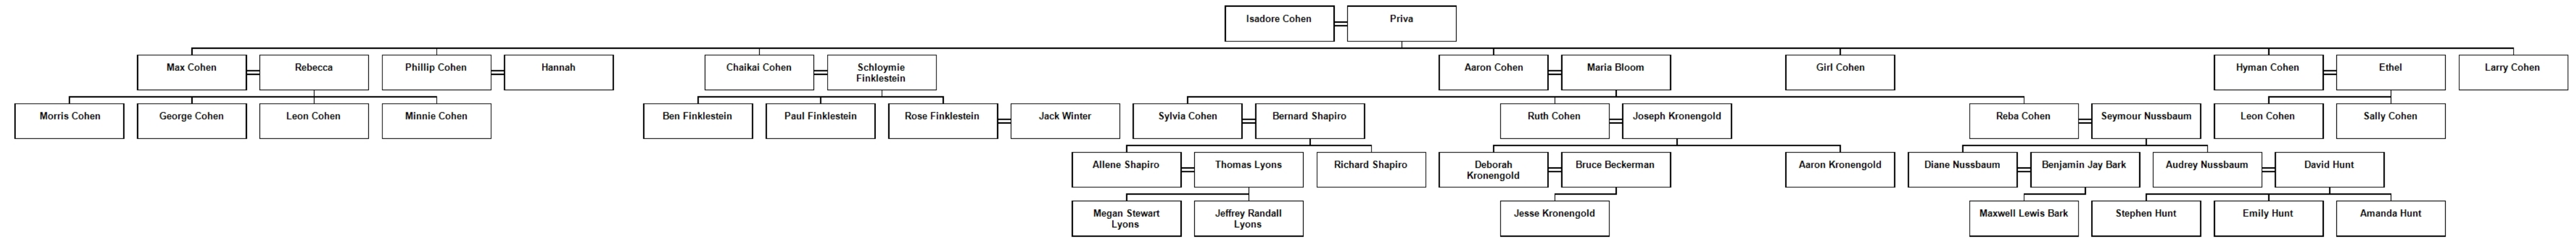 Isadore Cohen
Priva
Max Cohen
Rebecca
Phillip Cohen
Hannah
Chaikai Cohen
Schloymie
Finklestein
Aaron Cohen
Maria Bloom
Girl Cohen
Hyman Cohen
Ethel
Larry Cohen
Morris Cohen
George Cohen
Leon Cohen
Minnie Cohen
Ben Finklestein
Paul Finklestein
Rose Finklestein
Jack Winter
Sylvia Cohen
Bernard Shapiro
Ruth Cohen
Joseph Kronengold
Reba Cohen
Seymour Nussbaum
Leon Cohen
Sally Cohen
Allene Shapiro
Thomas Lyons
Richard Shapiro
Deborah
Kronengold
Bruce Beckerman
Aaron Kronengold
Diane Nussbaum
Benjamin Jay Bark
Audrey Nussbaum
David Hunt
Megan Stewart
Lyons
Jeffrey Randall
Lyons
Jesse Kronengold
Maxwell Lewis Bark
Stephen Hunt
Emily Hunt
Amanda Hunt